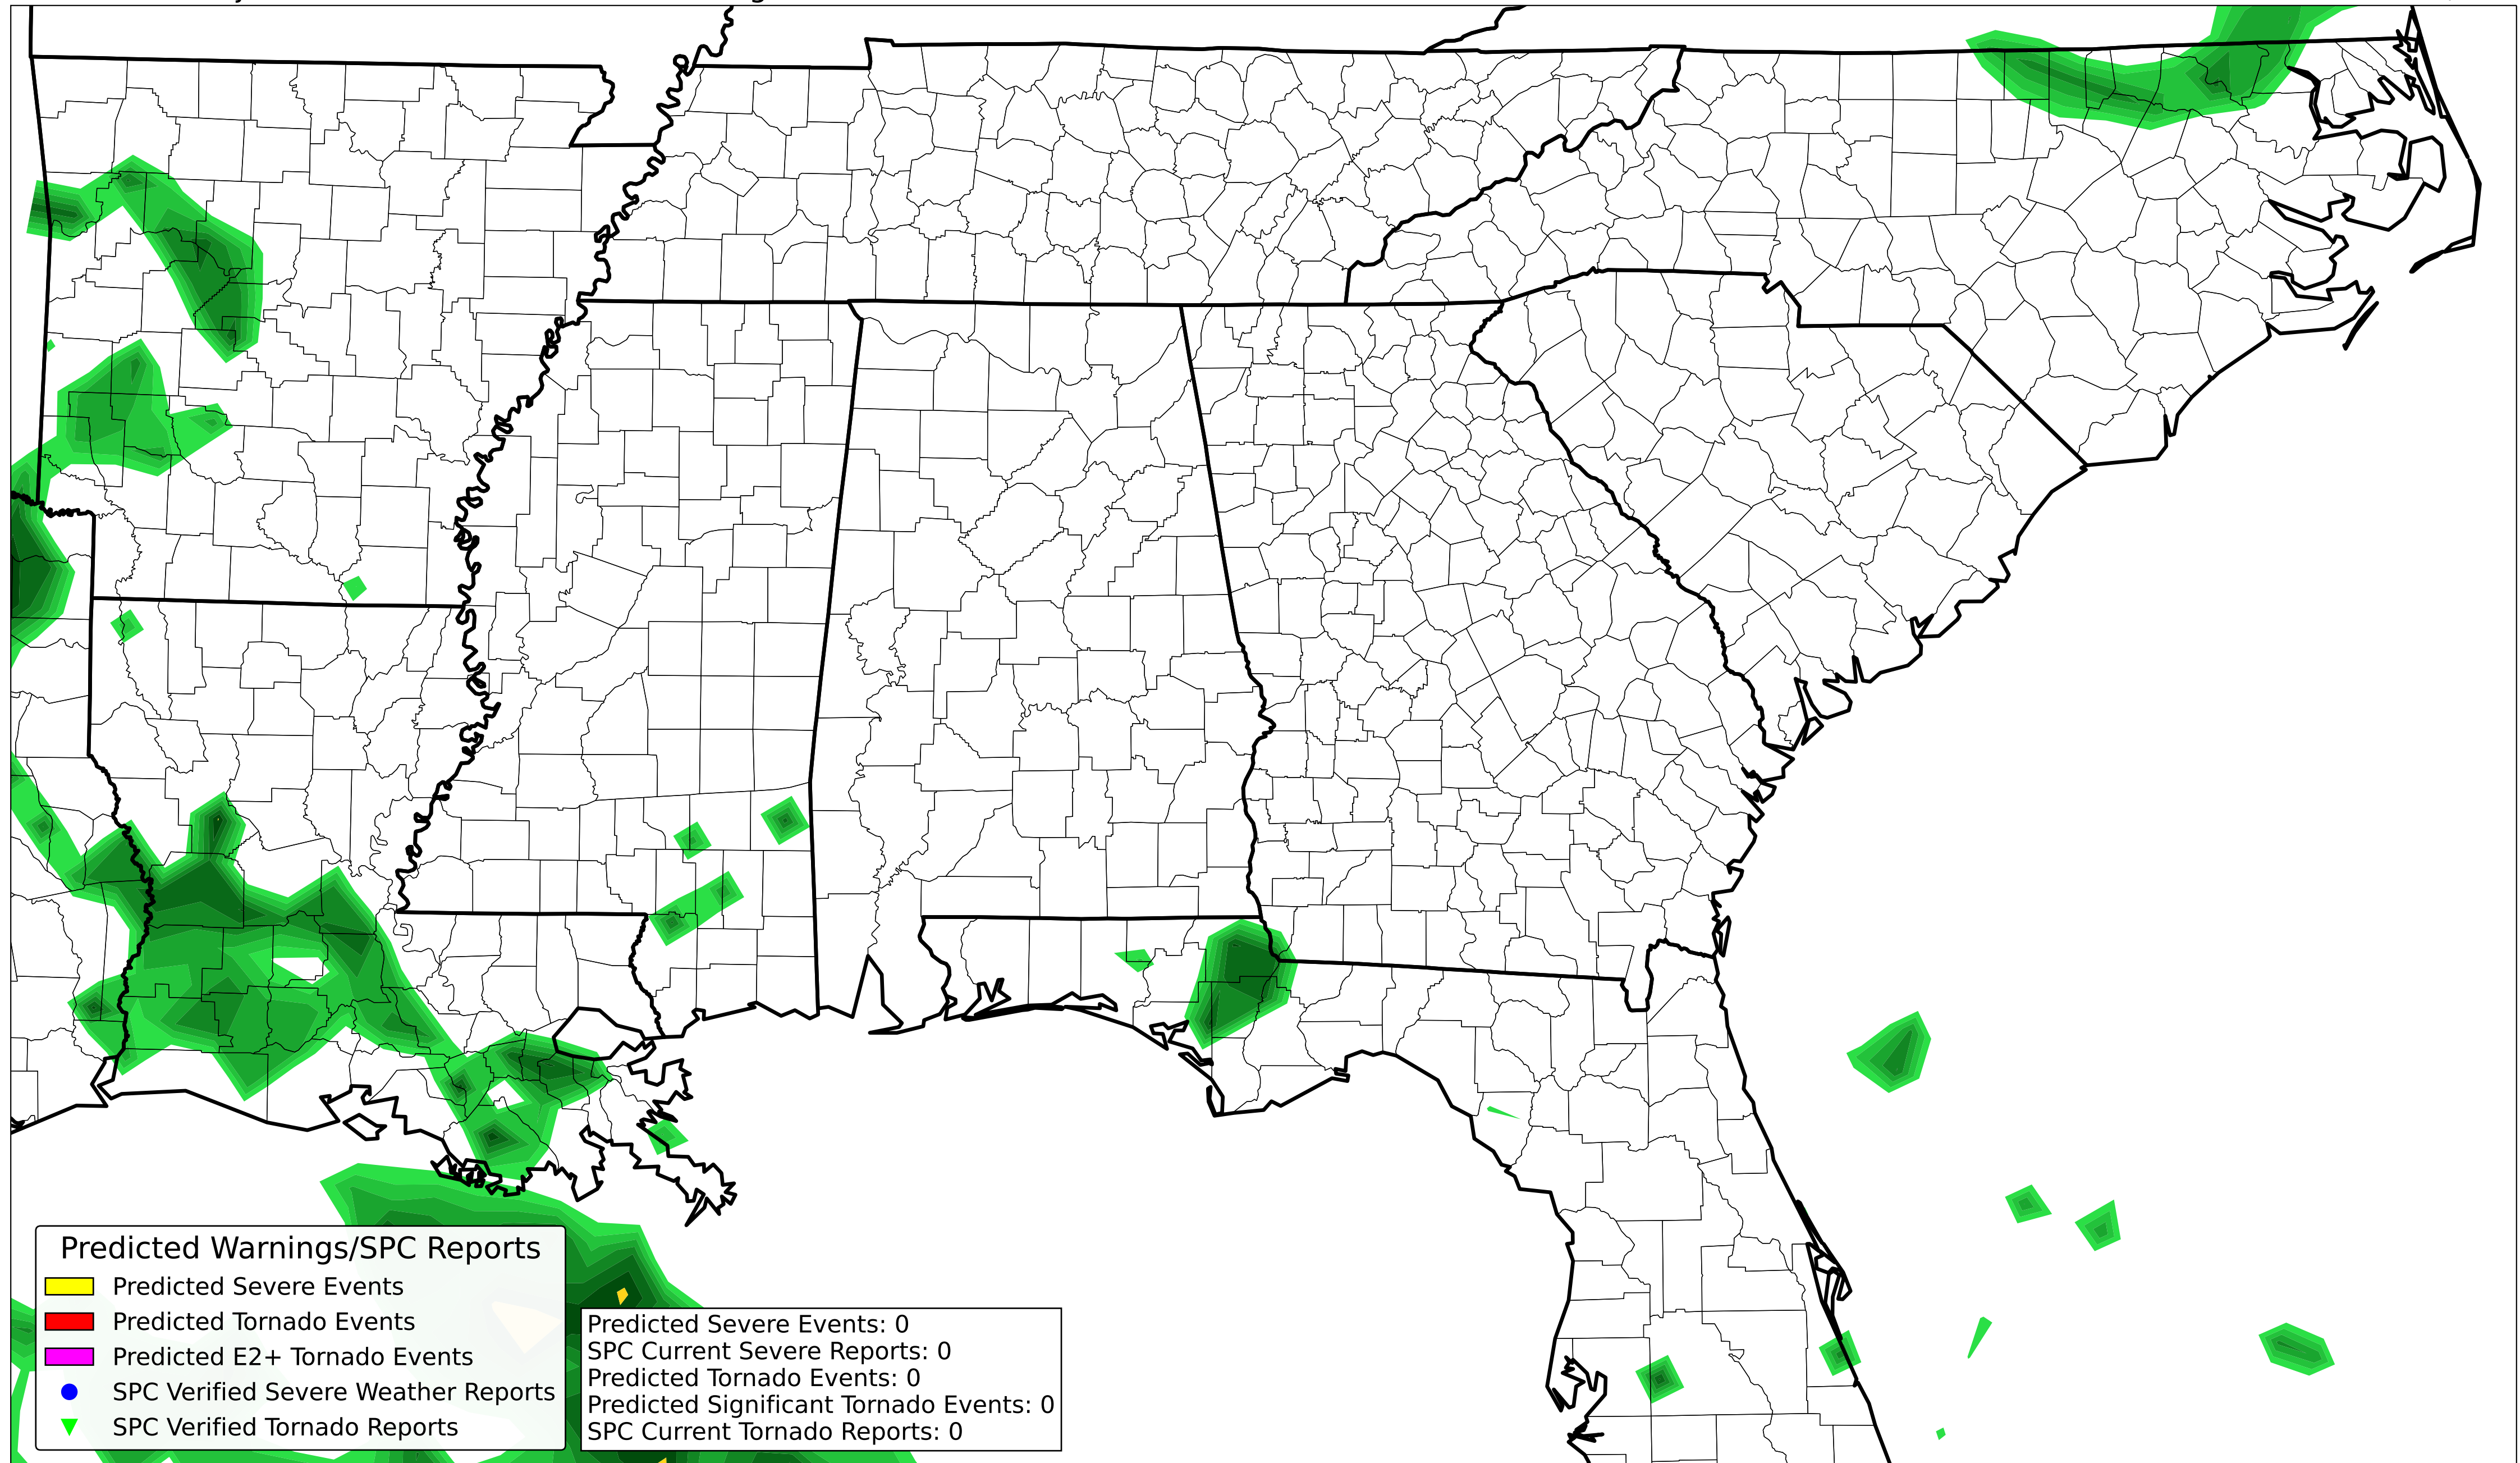 Predicted Warnings/SPC Reports
Predicted Severe Events
Predicted Tornado Events
Predicted E2+ Tornado Events
SPC Verified Severe Weather Reports
SPC Verified Tornado Reports
Predicted Severe Events: 0
SPC Current Severe Reports: 0
Predicted Tornado Events: 0
Predicted Significant Tornado Events: 0
SPC Current Tornado Reports: 0